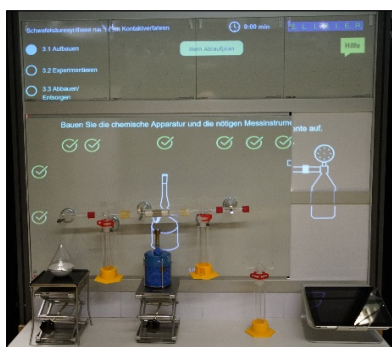 Schwefelsäuresynthese nach dem Kontaktverfahren
0:00 min
3.1 Aufbauen
Hilfe
3.2 Experimentieren
3.3 Abbauen/
Entsorgen
Bauen Sie die chemische Apparatur und die nötigen Messinstrumente auf.